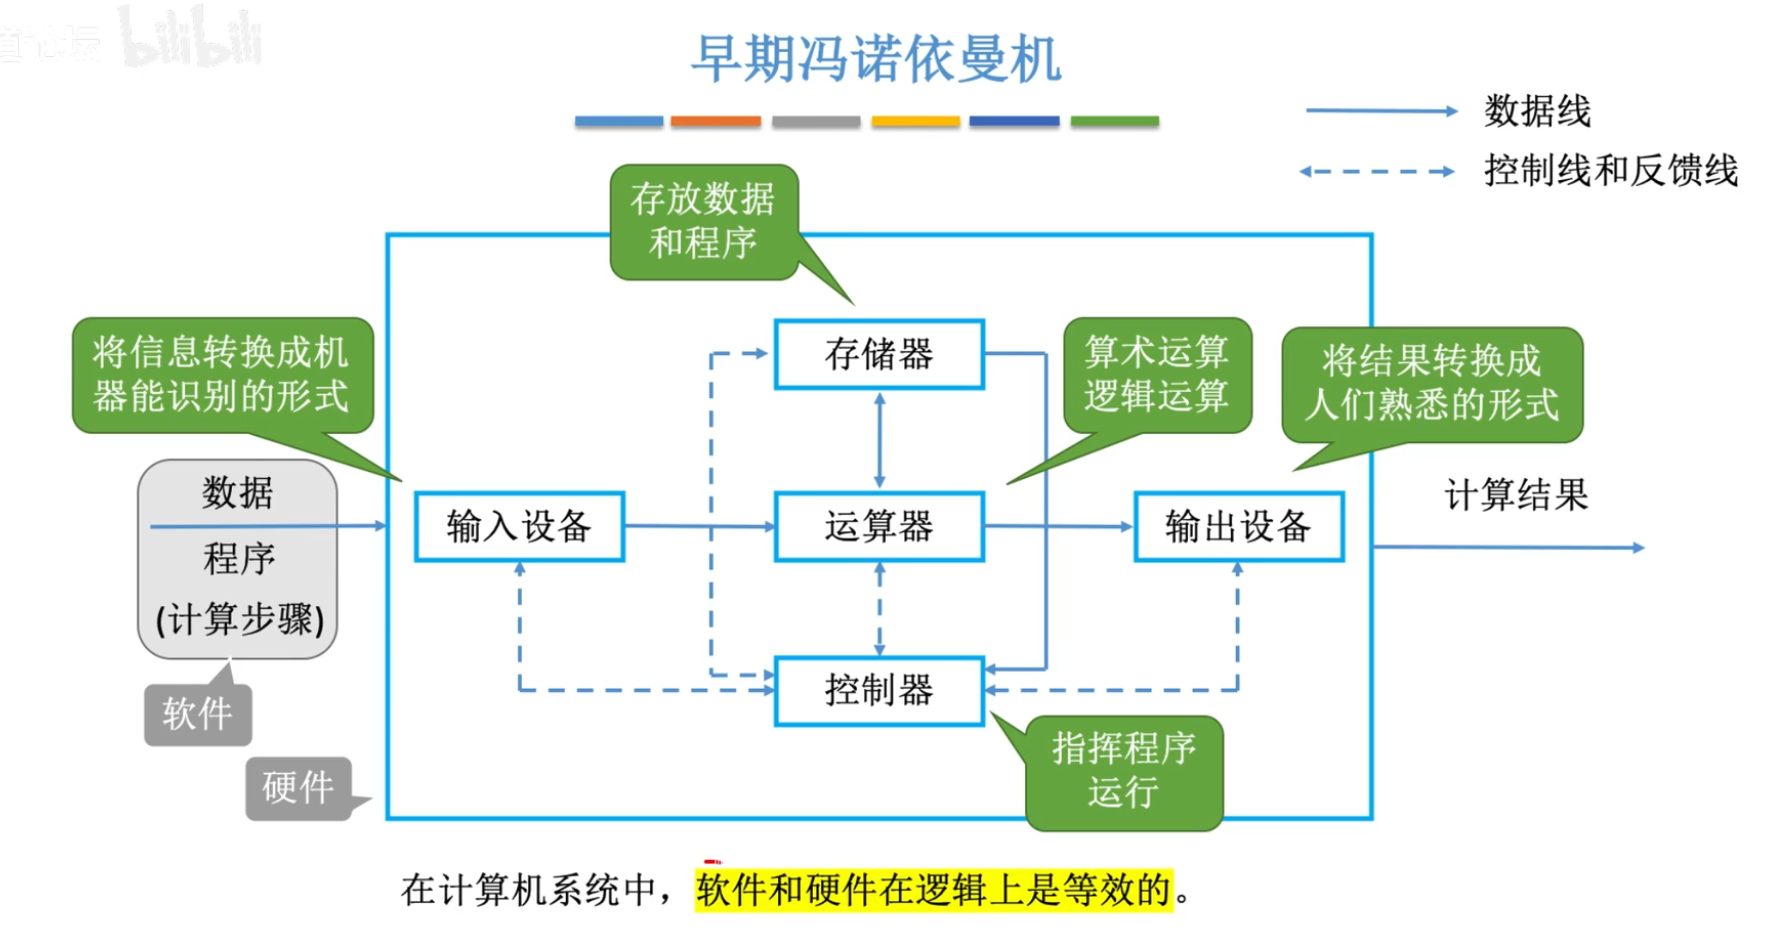 bilibili
早期冯诺依曼机
数据线
控制线和反馈线
存放数据
和程序
将信息转换成机
器能识别的形式
存储器
算术运算
逻辑运算
将结果转换成
人们熟悉的形式
数据
程序
(计算步骤)
输入设备
运算器
输出设备
计算结果
软件
控制器
硬件
指挥程序
运行
在计算机系统中，软件和硬件在逻辑上是等效的。